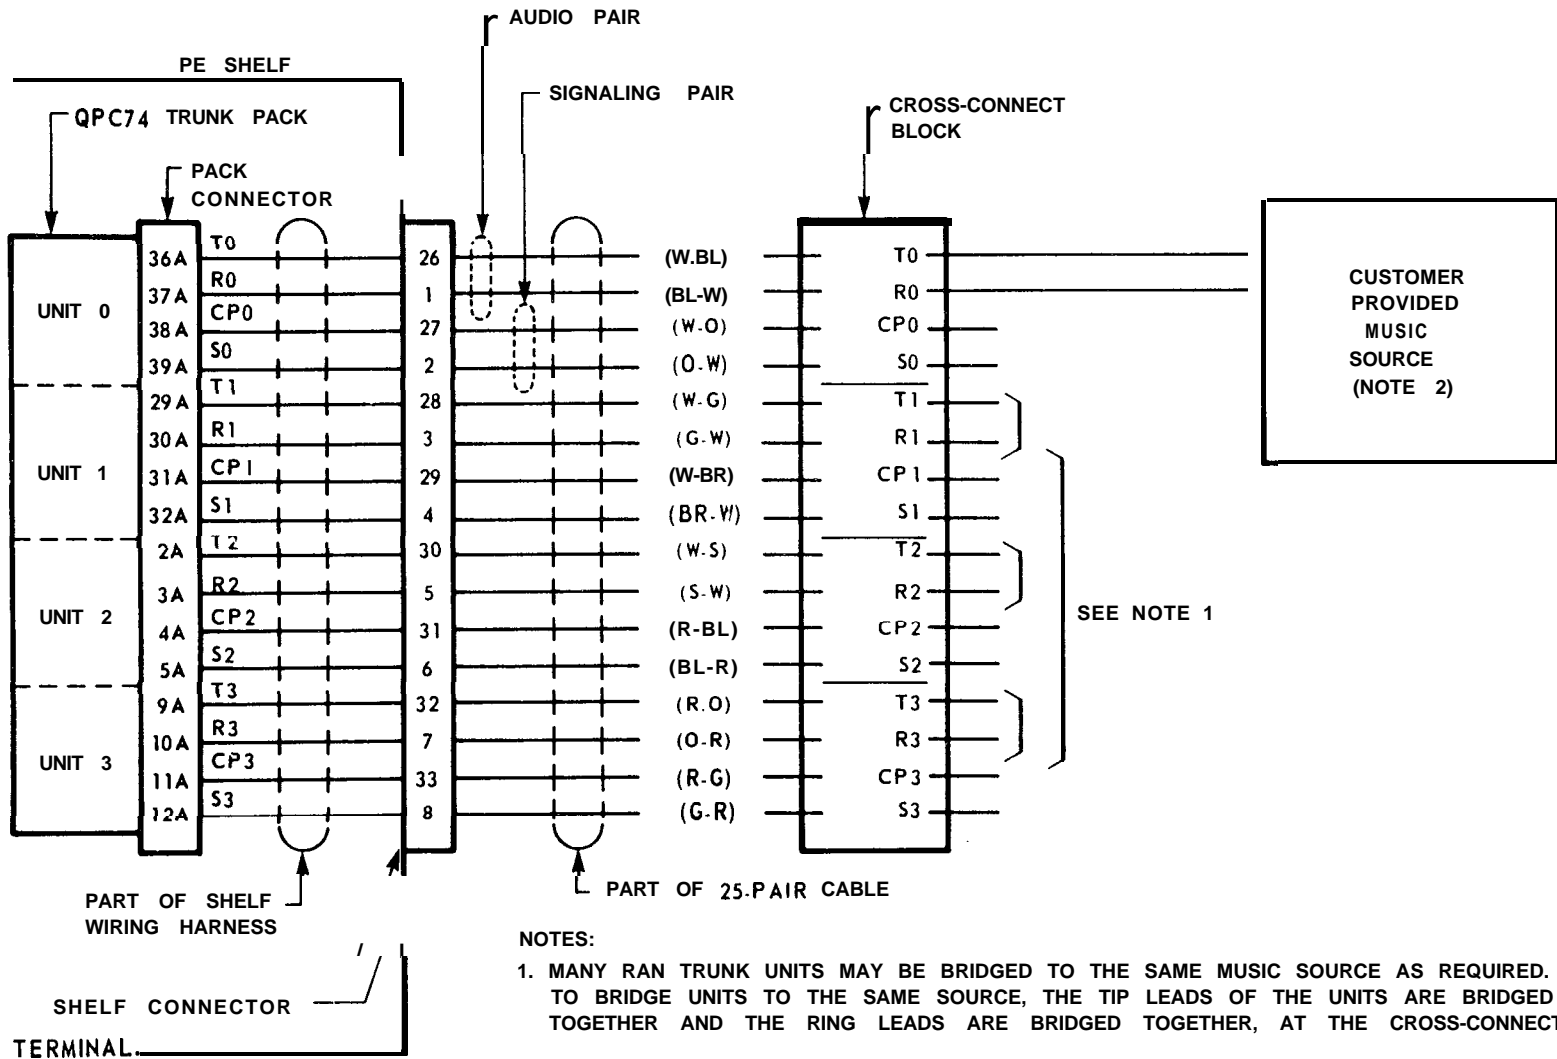 AUDIO PAIR
PE SHELF
SIGNALING PAIR
QPC74 TRUNK PACK
CROSS-CONNECT
BLOCK
PACK
CONNECTOR
UNIT 0
UNIT 1
UNIT 2
UNIT 3
36A T0 26 (W.BL) T0
37A R0 1 (BL-W) R0
38A CP0 27 (W-O) CP0
39A S0 2 (O.W) S0
29A T1 28 (W-G) T1
30A R1 3 (G-W) R1
31A CP1 29 (W-BR) CP1
32A S1 4 (BR-W) S1
2A T2 30 (W-S) T2
3A R2 5 (S-W) R2
4A CP2 31 (R-BL) CP2
5A S2 6 (BL-R) S2
9A T3 32 (R.O) T3
10A R3 7 (O-R) R3
11A CP3 33 (R-G) CP3
12A S3 8 (G-R) S3
CUSTOMER
PROVIDED
MUSIC
SOURCE
(NOTE 2)
SEE NOTE 1
PART OF SHELF
WIRING HARNESS
PART OF 25-PAIR CABLE
SHELF CONNECTOR
TERMINAL.
NOTES:
1. MANY RAN TRUNK UNITS MAY BE BRIDGED TO THE SAME MUSIC SOURCE AS REQUIRED.
TO BRIDGE UNITS TO THE SAME SOURCE, THE TIP LEADS OF THE UNITS ARE BRIDGED
TOGETHER AND THE RING LEADS ARE BRIDGED TOGETHER, AT THE CROSS-CONNECT